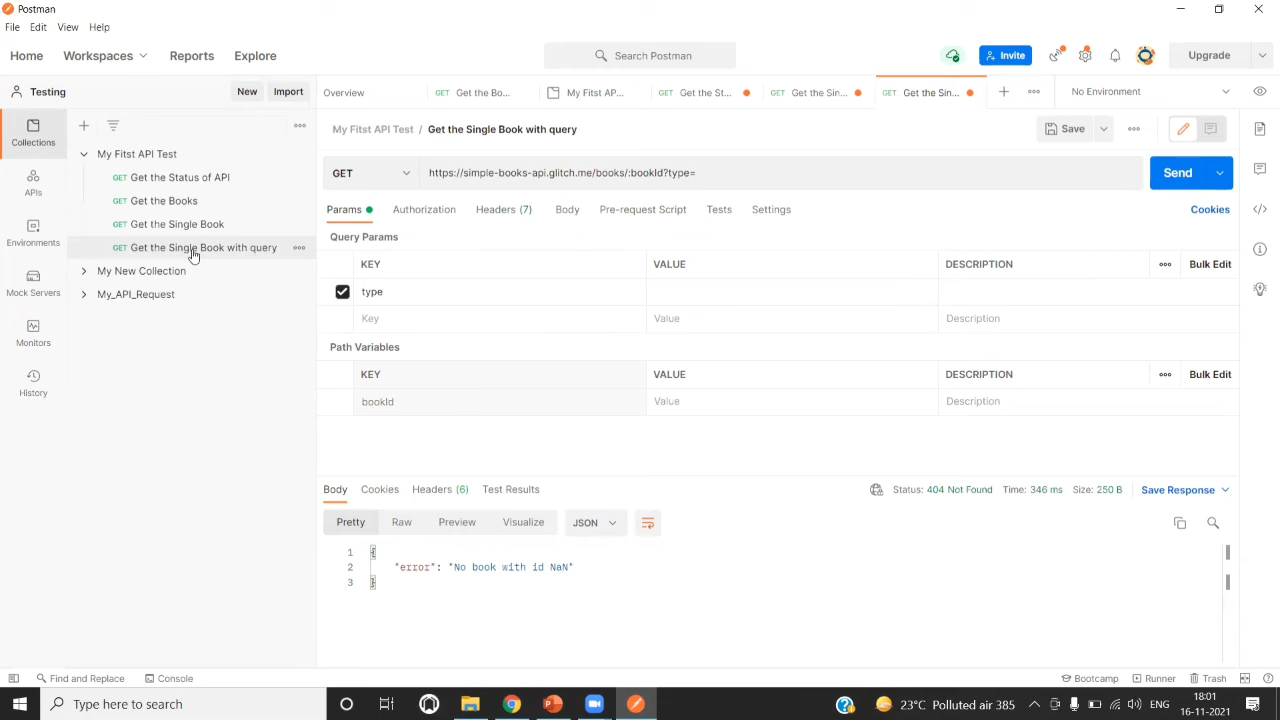 Postman
File Edit View Help
Home Workspaces Reports Explore
Search Postman
Invite
Upgrade
Testing
New Import
Overview
GET Get the Bo...
My First AP...
GET Get the St...
GET Get the Sin...
GET Get the Sin...
No Environment
Collections
APIs
Environments
Mock Servers
Monitors
History
My Fitst API Test
GET Get the Status of API
GET Get the Books
GET Get the Single Book
GET Get the Single Book with query
My New Collection
My_API_Request
My Fitst API Test / Get the Single Book with query
Save
GET https://simple-books-api.glitch.me/books/:bookId?type=
Send
Params Authorization Headers (7) Body Pre-request Script Tests Settings Cookies
Query Params
KEY VALUE DESCRIPTION Bulk Edit
type
Key Value Description
Path Variables
KEY VALUE DESCRIPTION Bulk Edit
bookId Value Description
Body Cookies Headers (6) Test Results
Status: 404 Not Found Time: 346 ms Size: 250 B Save Response
Pretty Raw Preview Visualize JSON
1 {
2 "error": "No book with id NaN"
3 }
Find and Replace Console
Bootcamp Runner Trash
Type here to search
23°C Polluted air 385
ENG
18:01
16-11-2021